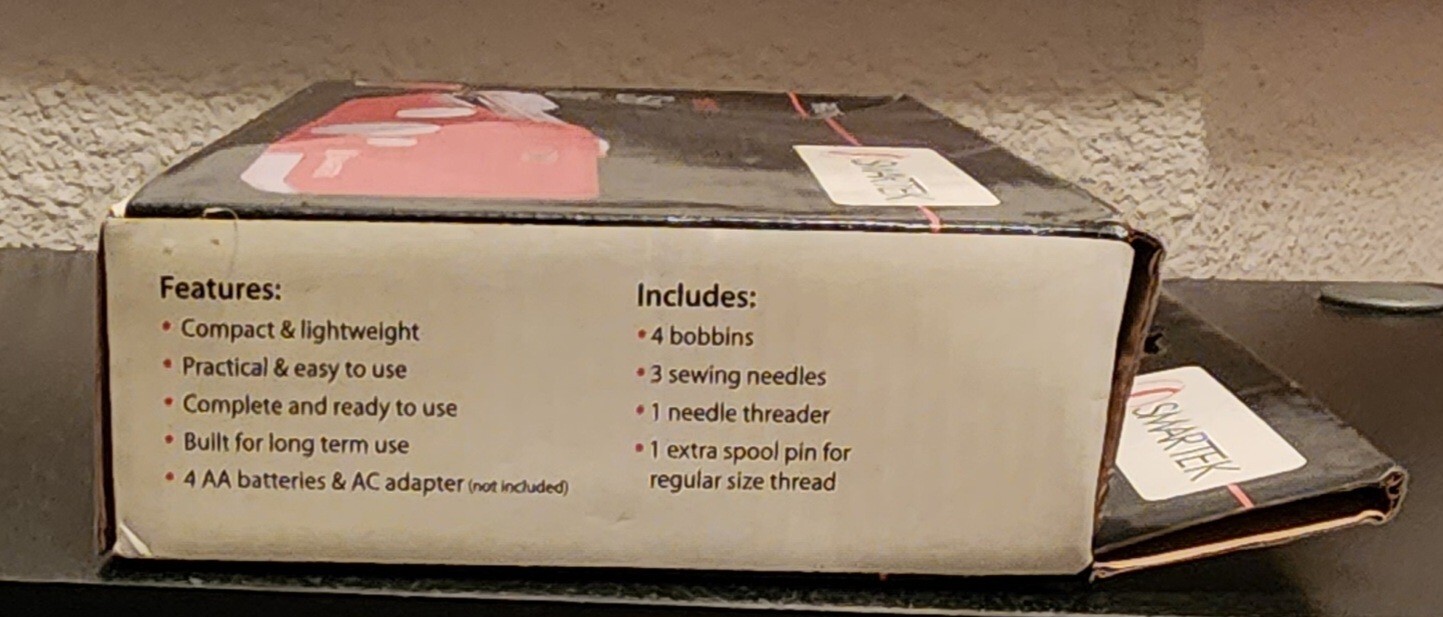 SMARTEK
Features:
• Compact & lightweight
• Practical & easy to use
• Complete and ready to use
• Built for long term use
• 4 AA batteries & AC adapter (not included)
Includes:
• 4 bobbins
• 3 sewing needles
• 1 needle threader
• 1 extra spool pin for
regular size thread
SMARTEK